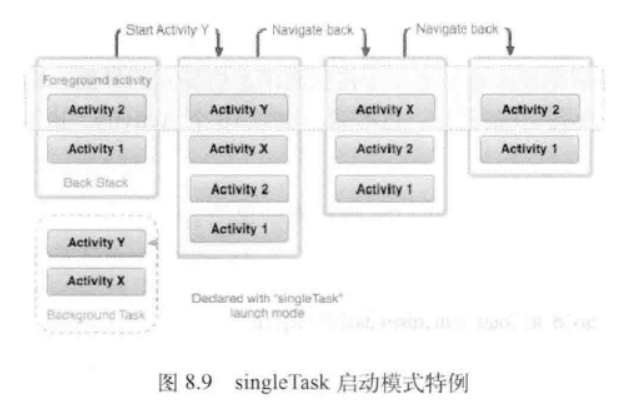 Start Activity Y
Navigate back
Navigate back
Foreground activity
Activity 2
Activity 1
Back Stack
Activity Y
Activity X
Activity 2
Activity 1
Activity X
Activity 2
Activity 1
Activity 2
Activity 1
Activity Y
Activity X
Background Task
Declared with "singleTask"
launch mode
图 8.9 singleTask 启动模式特例